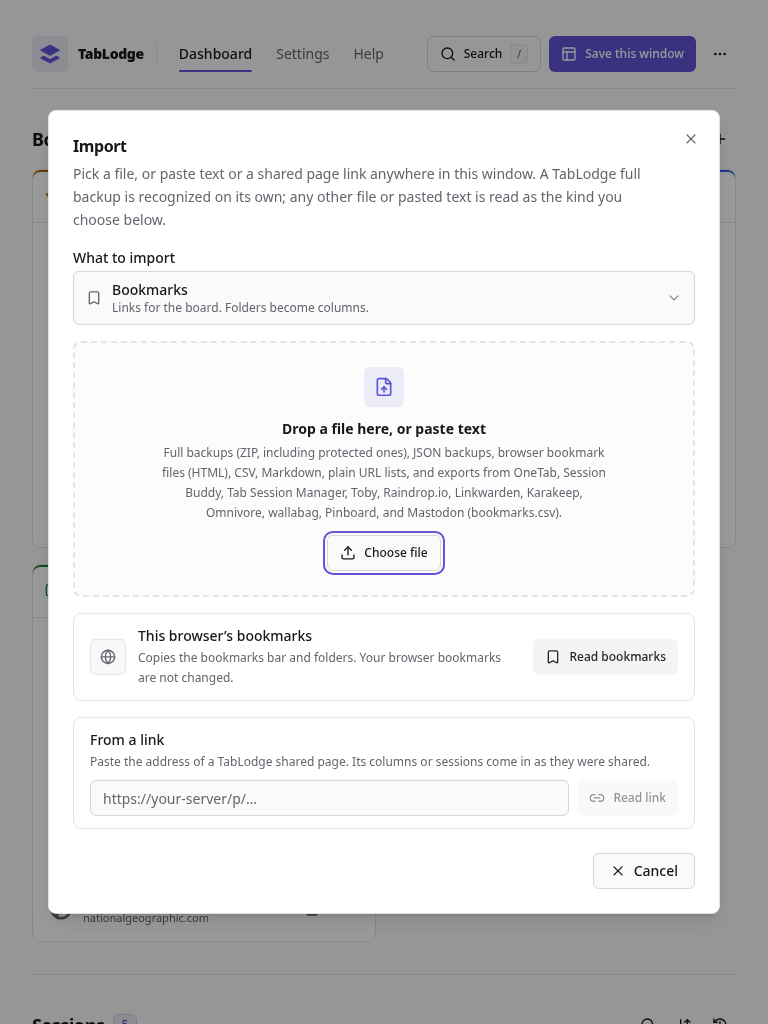 TabLodge
Dashboard
Settings
Help
Search
/
Save this window
Import
Pick a file, or paste text or a shared page link anywhere in this window. A TabLodge full
backup is recognized on its own; any other file or pasted text is read as the kind you
choose below.
What to import
Bookmarks
Links for the board. Folders become columns.
Drop a file here, or paste text
Full backups (ZIP, including protected ones), JSON backups, browser bookmark
files (HTML), CSV, Markdown, plain URL lists, and exports from OneTab, Session
Buddy, Tab Session Manager, Toby, Raindrop.io, Linkwarden, Karakeep,
Omnivore, wallabag, Pinboard, and Mastodon (bookmarks.csv).
Choose file
This browser’s bookmarks
Copies the bookmarks bar and folders. Your browser bookmarks
are not changed.
Read bookmarks
From a link
Paste the address of a TabLodge shared page. Its columns or sessions come in as they were shared.
https://your-server/p/…
Read link
Cancel
nationalgeographic.com
Sessions
5